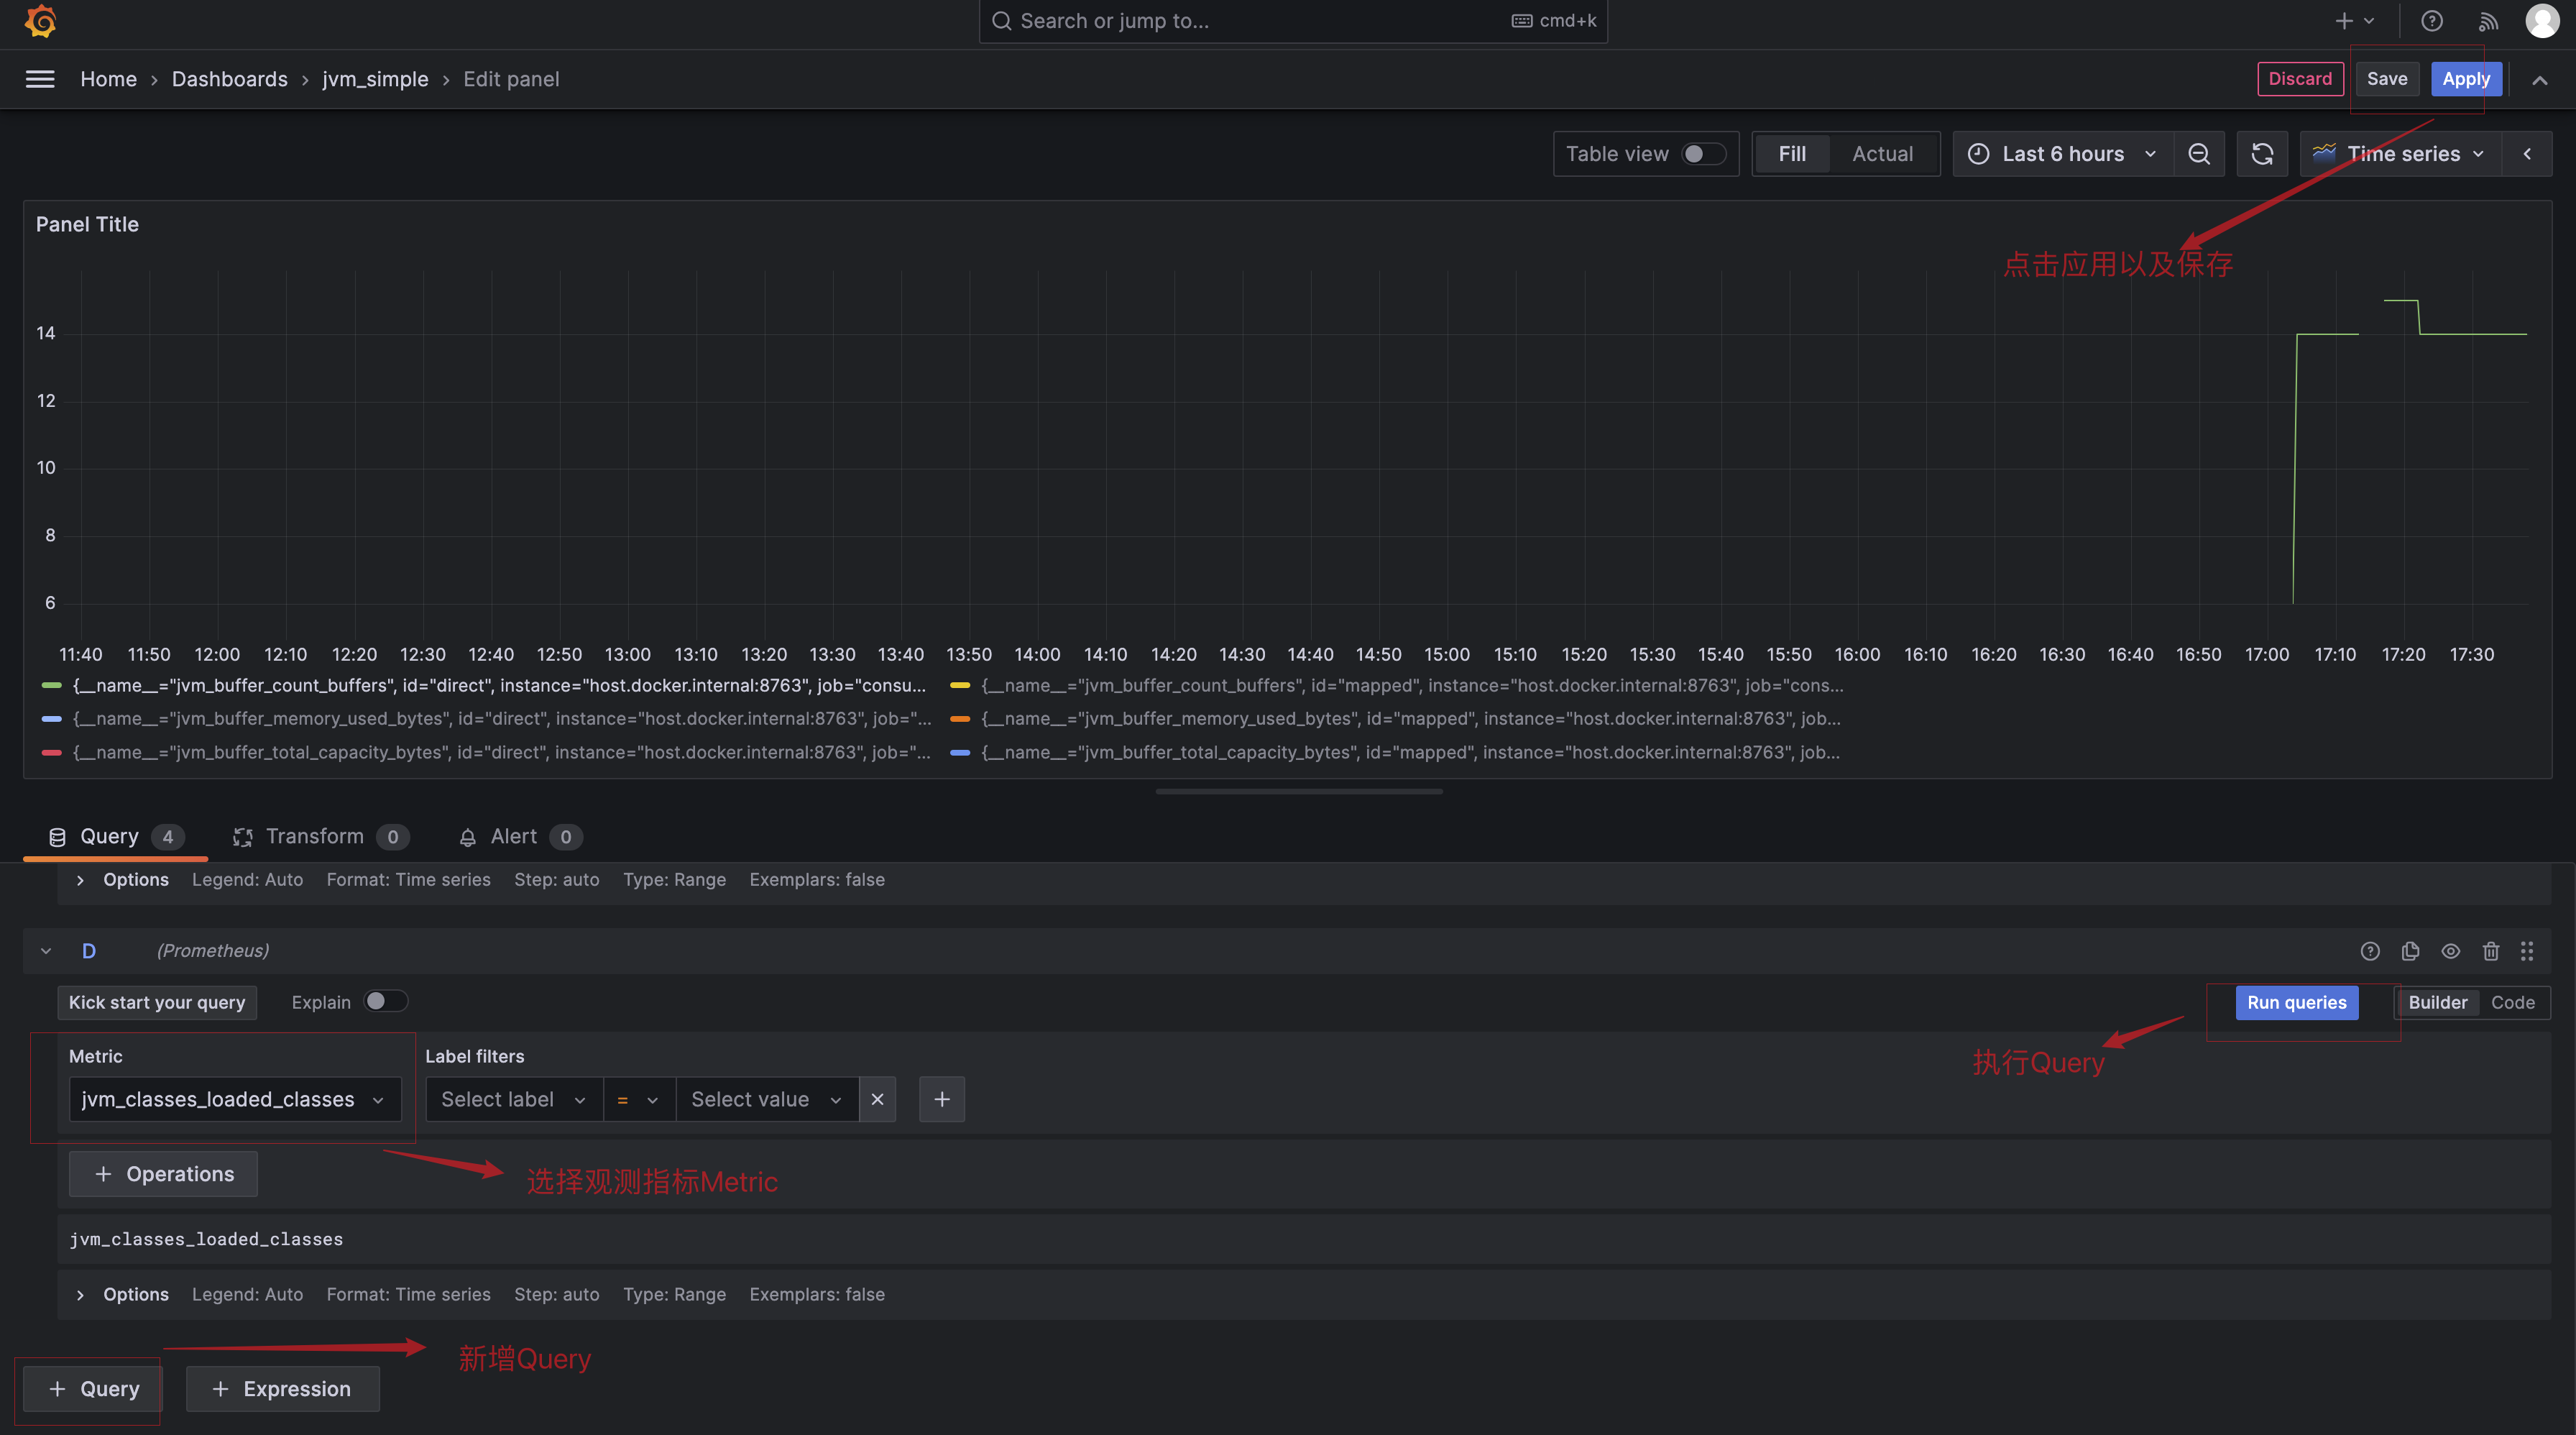 Search or jump to... cmd+k
Home › Dashboards › jvm_simple › Edit panel Discard Save Apply
Table view Fill Actual Last 6 hours Time series
Panel Title
点击应用以及保存
14
12
10
8
6
11:40 11:50 12:00 12:10 12:20 12:30 12:40 12:50 13:00 13:10 13:20 13:30 13:40 13:50 14:00 14:10 14:20 14:30 14:40 14:50 15:00 15:10 15:20 15:30 15:40 15:50 16:00 16:10 16:20 16:30 16:40 16:50 17:00 17:10 17:20 17:30
{__name__="jvm_buffer_count_buffers", id="direct", instance="host.docker.internal:8763", job="consu... {__name__="jvm_buffer_count_buffers", id="mapped", instance="host.docker.internal:8763", job="cons...
{__name__="jvm_buffer_memory_used_bytes", id="direct", instance="host.docker.internal:8763", job="... {__name__="jvm_buffer_memory_used_bytes", id="mapped", instance="host.docker.internal:8763", job...
{__name__="jvm_buffer_total_capacity_bytes", id="direct", instance="host.docker.internal:8763", job="... {__name__="jvm_buffer_total_capacity_bytes", id="mapped", instance="host.docker.internal:8763", job...
Query 4 Transform 0 Alert 0
Options Legend: Auto Format: Time series Step: auto Type: Range Exemplars: false
D (Prometheus)
Kick start your query Explain Run queries Builder Code
Metric Label filters
执行Query
jvm_classes_loaded_classes Select label = Select value
Operations
选择观测指标Metric
jvm_classes_loaded_classes
Options Legend: Auto Format: Time series Step: auto Type: Range Exemplars: false
新增Query
+ Query + Expression